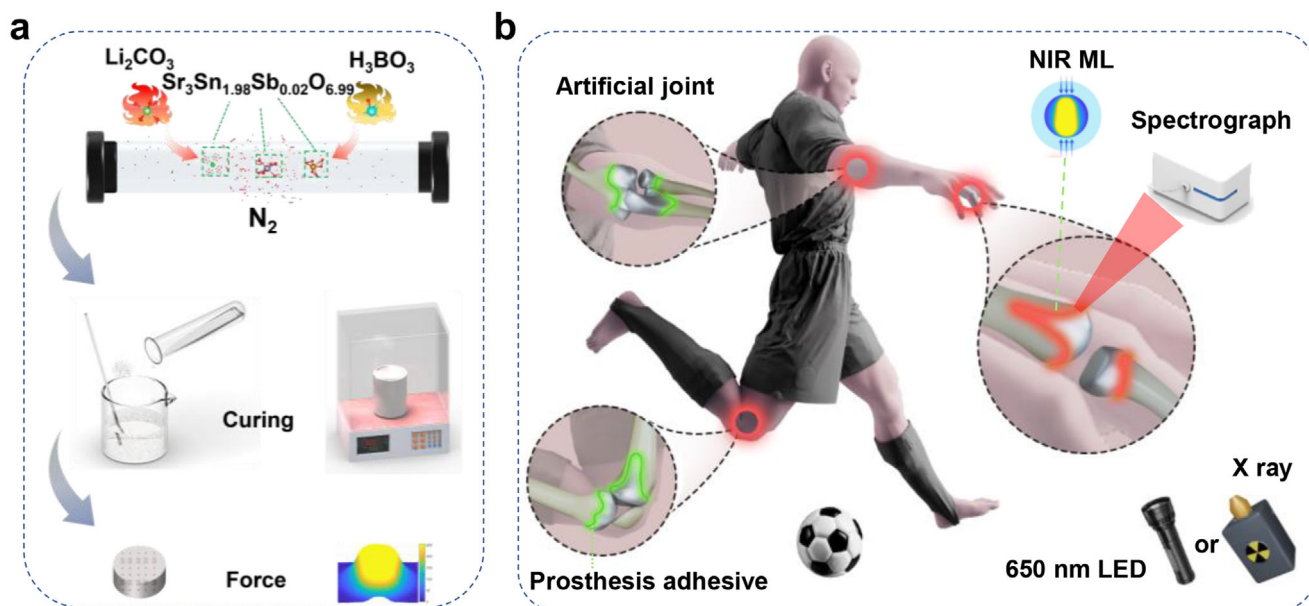 a
Li₂CO₃
H₃BO₃
Sr₃Sn₁.₉₈Sb₀.₀₂O₆.₉₉
N₂
Curing
Force
b
Artificial joint
NIR ML
Spectrograph
Prosthesis adhesive
X ray
650 nm LED
or